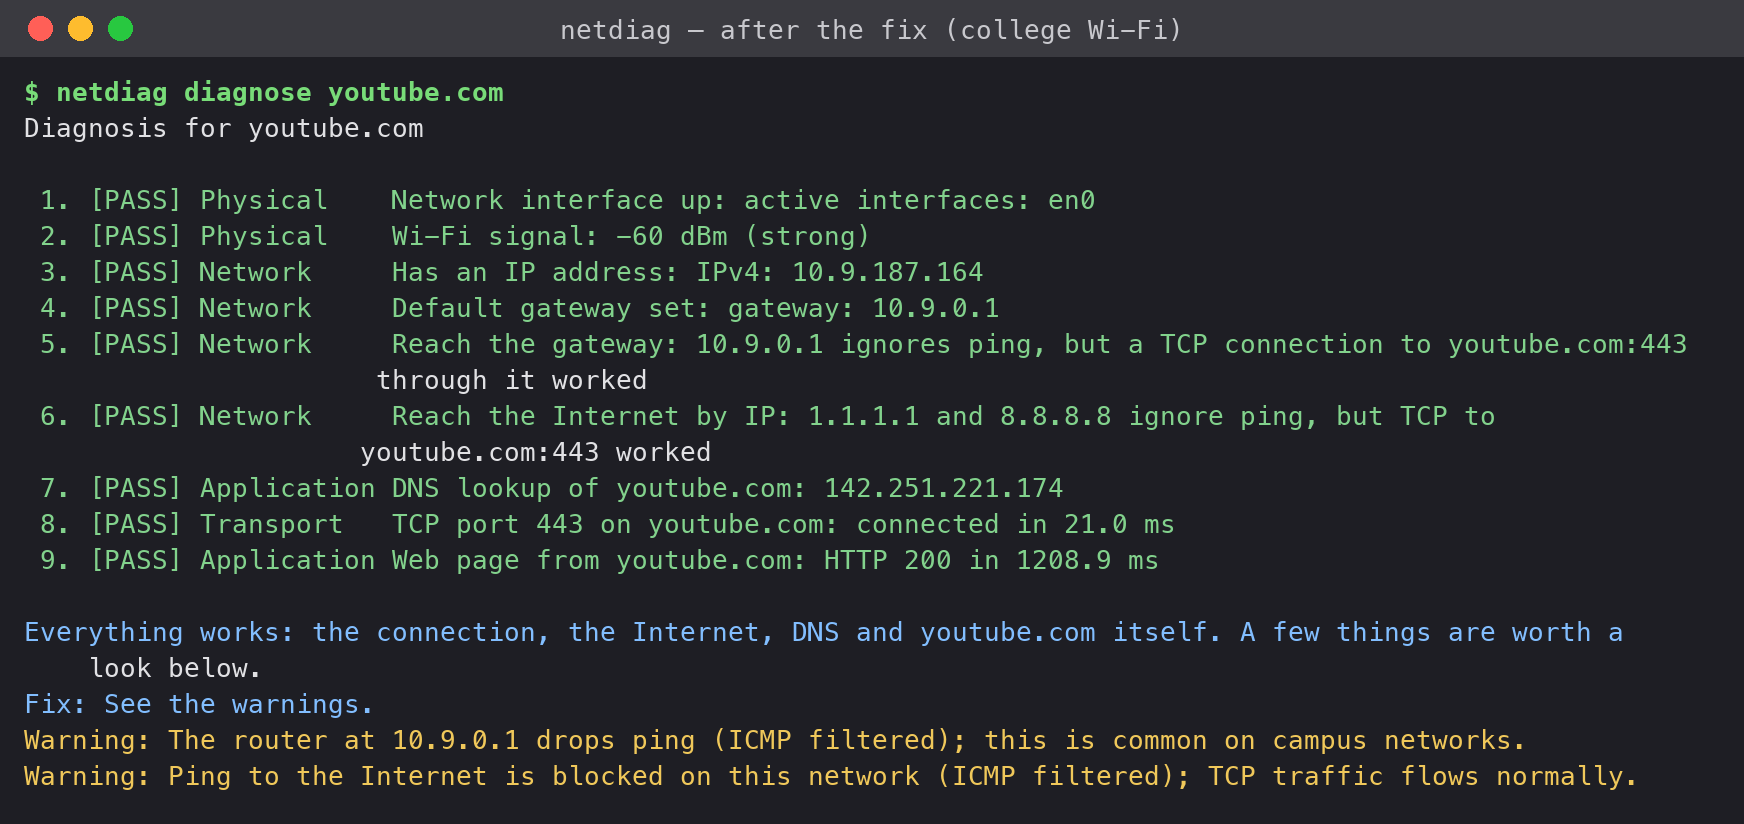 netdiag — after the fix (college Wi-Fi)
$ netdiag diagnose youtube.com
Diagnosis for youtube.com
1. [PASS] Physical    Network interface up: active interfaces: en0
2. [PASS] Physical    Wi-Fi signal: -60 dBm (strong)
3. [PASS] Network     Has an IP address: IPv4: 10.9.187.164
4. [PASS] Network     Default gateway set: gateway: 10.9.0.1
5. [PASS] Network     Reach the gateway: 10.9.0.1 ignores ping, but a TCP connection to youtube.com:443
through it worked
6. [PASS] Network     Reach the Internet by IP: 1.1.1.1 and 8.8.8.8 ignore ping, but TCP to
youtube.com:443 worked
7. [PASS] Application DNS lookup of youtube.com: 142.251.221.174
8. [PASS] Transport   TCP port 443 on youtube.com: connected in 21.0 ms
9. [PASS] Application Web page from youtube.com: HTTP 200 in 1208.9 ms
Everything works: the connection, the Internet, DNS and youtube.com itself. A few things are worth a
look below.
Fix: See the warnings.
Warning: The router at 10.9.0.1 drops ping (ICMP filtered); this is common on campus networks.
Warning: Ping to the Internet is blocked on this network (ICMP filtered); TCP traffic flows normally.